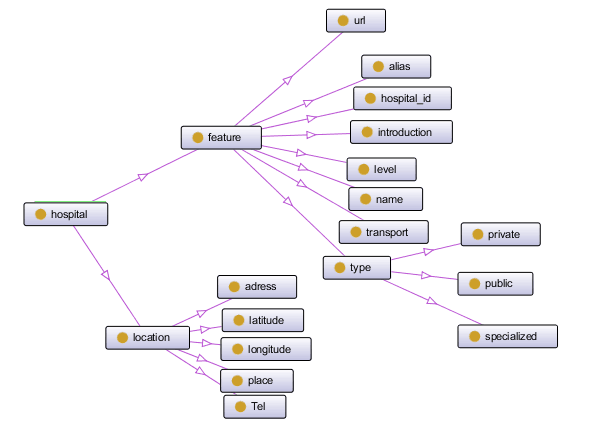 url
alias
hospital_id
feature
introduction
level
name
hospital
transport
private
type
public
adress
latitude
location
specialized
longitude
place
Tel